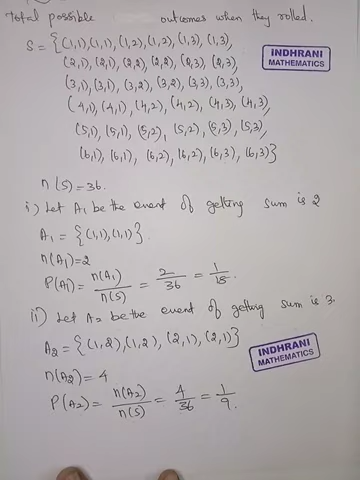 Total possible outcomes when they rolled.
S = {(1,1),(1,1),(1,2),(1,2),(1,3),(1,3),
(2,1),(2,1),(2,2),(2,2),(2,3),(2,3),
(3,1),(3,1),(3,2),(3,2),(3,3),(3,3),
(4,1),(4,1),(4,2),(4,2),(4,3),(4,3),
(5,1),(5,1),(5,2),(5,2),(5,3),(5,3),
(6,1),(6,1),(6,2),(6,2),(6,3),(6,3)}
INDHRANI
MATHEMATICS
n(S)=36.
i) Let A₁ be the event of getting sum is 2
A₁ = {(1,1),(1,1)}.
n(A₁)=2
P(A₁) = n(A₁)/n(S) = 2/36 = 1/18.
ii) Let A₂ be the event of getting sum is 3.
A₂ = {(1,2),(1,2),(2,1),(2,1)}
n(A₂) = 4
P(A₂) = n(A₂)/n(S) = 4/36 = 1/9.
INDHRANI
MATHEMATICS